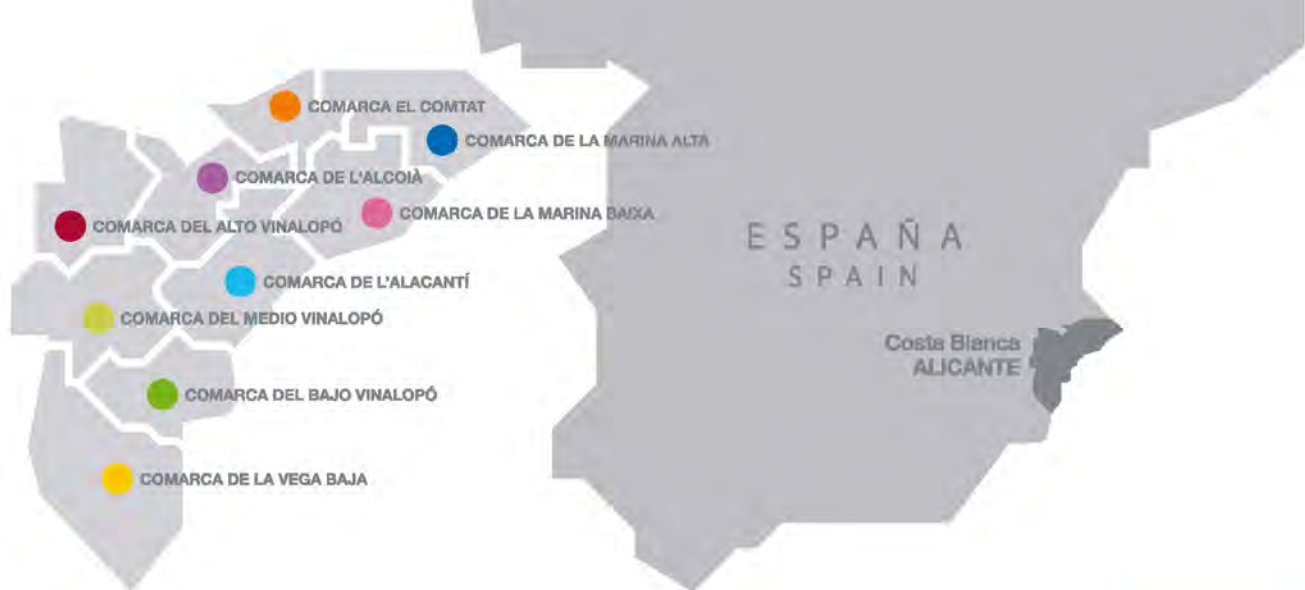 COMARCA EL COMTAT
COMARCA DE LA MARINA ALTA
COMARCA DE L'ALCOIÀ
COMARCA DE LA MARINA BAIXA
COMARCA DEL ALTO VINALOPÓ
COMARCA DE L'ALACANTÍ
COMARCA DEL MEDIO VINALOPÓ
COMARCA DEL BAJO VINALOPÓ
COMARCA DE LA VEGA BAJA
ESPAÑA
SPAIN
Costa Blanca
ALICANTE